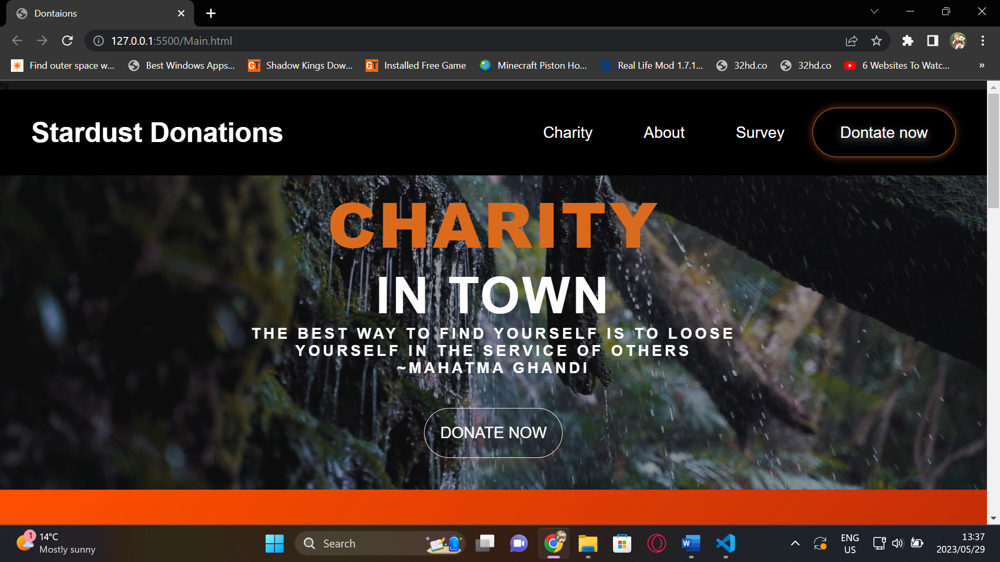 Dontaions
127.0.0.1:5500/Main.html
Find outer space w...
Best Windows Apps...
GT
Shadow Kings Dow...
GT
Installed Free Game
Minecraft Piston Ho...
S
Real Life Mod 1.7.1...
32hd.co
32hd.co
6 Websites To Watc...
»
hg
Stardust Donations
Charity
About
Survey
Dontate now
CHARITY
IN TOWN
THE BEST WAY TO FIND YOURSELF IS TO LOOSE
YOURSELF IN THE SERVICE OF OTHERS
~MAHATMA GHANDI
DONATE NOW
1
14°C
Mostly sunny
Search
W
ENG
US
13:37
2023/05/29